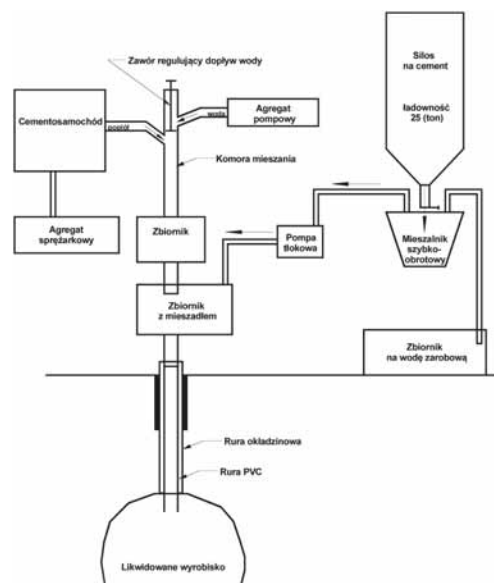 Zawór regulujący dopływ wody
Silos
na cement
ładowność
25 (ton)
Cementosamochód
popiół
woda
Agregat
pompowy
Komora mieszania
Agregat
sprężarkowy
Zbiornik
Pompa
tłokowa
Mieszalnik
szybko-
obrotowy
Zbiornik
z mieszadłem
Zbiornik
na wodę zarobową
Rura okładzinowa
Rura PVC
Likwidowane wyrobisko